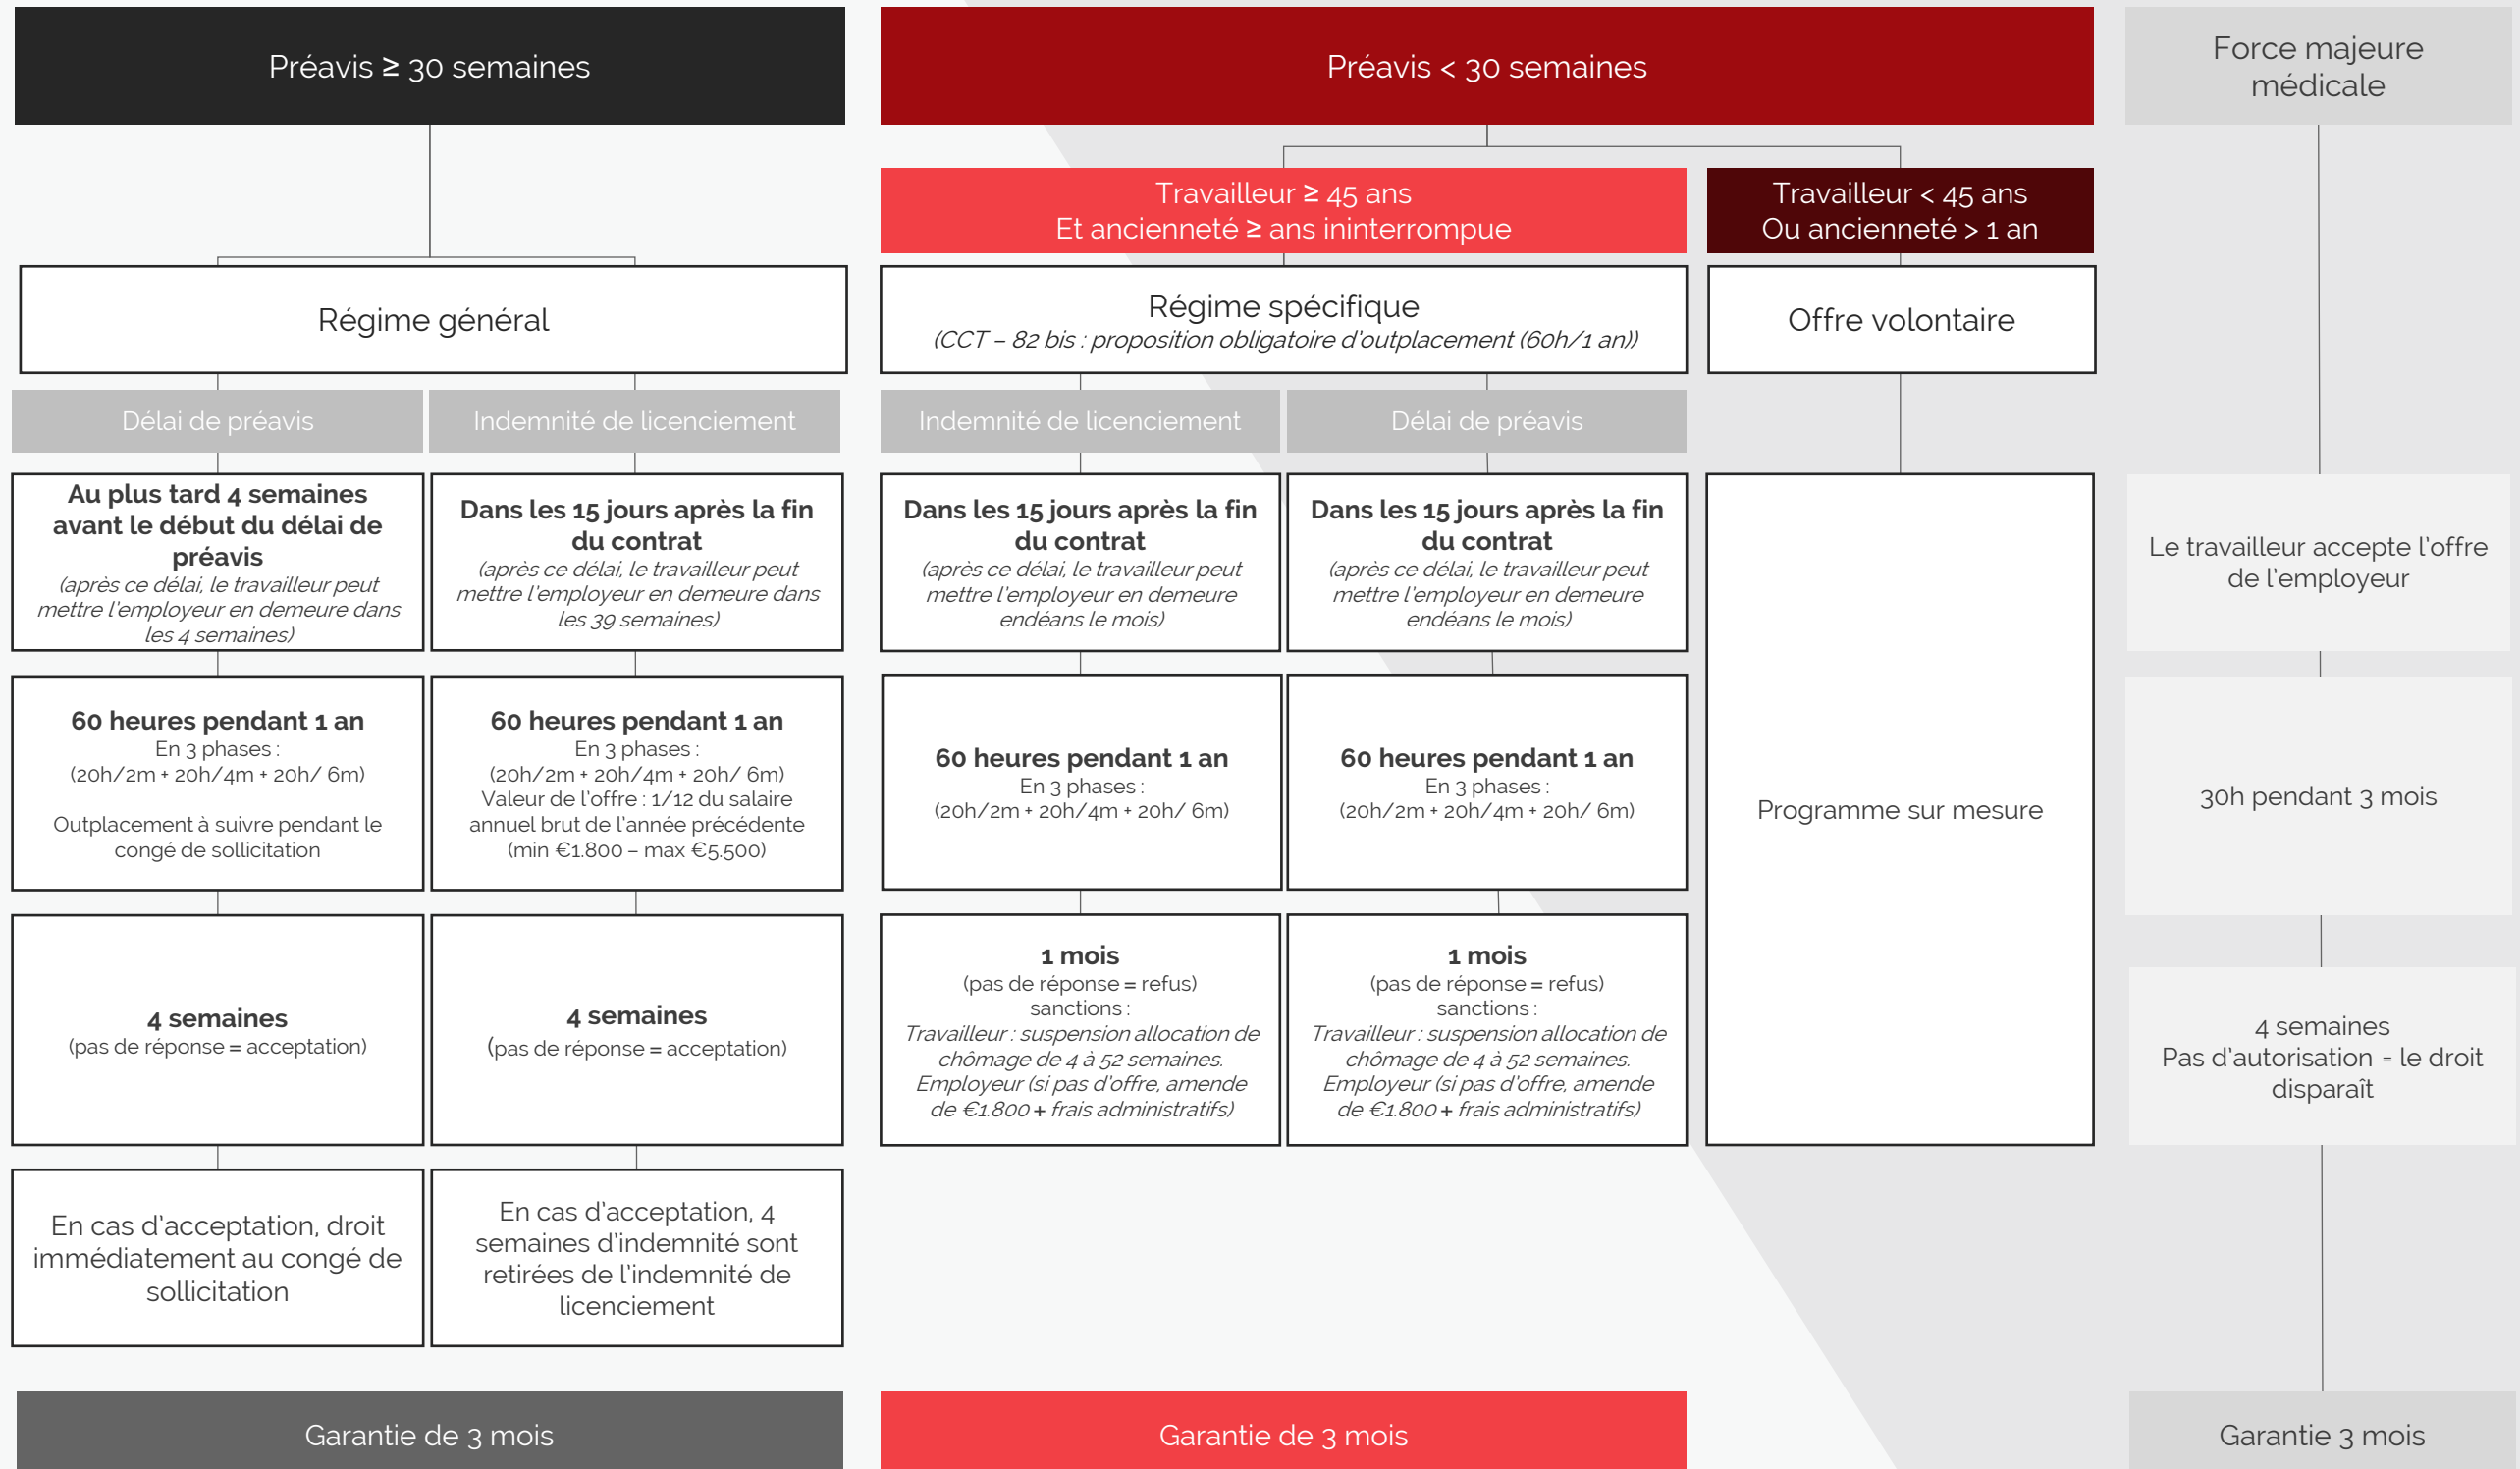 Préavis ≥ 30 semaines
Préavis < 30 semaines
Force majeure
médicale
Travailleur ≥ 45 ans
Et ancienneté ≥ ans ininterrompue
Travailleur < 45 ans
Ou ancienneté > 1 an
Régime général
Régime spécifique
(CCT – 82 bis : proposition obligatoire d'outplacement (60h/1 an))
Offre volontaire
Délai de préavis
Indemnité de licenciement
Indemnité de licenciement
Délai de préavis
Au plus tard 4 semaines
avant le début du délai de
préavis
(après ce délai, le travailleur peut
mettre l'employeur en demeure dans
les 4 semaines)
Dans les 15 jours après la fin
du contrat
(après ce délai, le travailleur peut
mettre l'employeur en demeure dans
les 39 semaines)
Dans les 15 jours après la fin
du contrat
(après ce délai, le travailleur peut
mettre l'employeur en demeure
endéans le mois)
Dans les 15 jours après la fin
du contrat
(après ce délai, le travailleur peut
mettre l'employeur en demeure
endéans le mois)
Le travailleur accepte l'offre
de l'employeur
60 heures pendant 1 an
En 3 phases :
(20h/2m + 20h/4m + 20h/ 6m)
Outplacement à suivre pendant le
congé de sollicitation
60 heures pendant 1 an
En 3 phases :
(20h/2m + 20h/4m + 20h/ 6m)
Valeur de l'offre : 1/12 du salaire
annuel brut de l'année précédente
(min €1.800 – max €5.500)
60 heures pendant 1 an
En 3 phases :
(20h/2m + 20h/4m + 20h/ 6m)
60 heures pendant 1 an
En 3 phases :
(20h/2m + 20h/4m + 20h/ 6m)
Programme sur mesure
30h pendant 3 mois
4 semaines
(pas de réponse = acceptation)
4 semaines
(pas de réponse = acceptation)
1 mois
(pas de réponse = refus)
sanctions :
Travailleur : suspension allocation de
chômage de 4 à 52 semaines.
Employeur (si pas d'offre, amende
de €1.800 + frais administratifs)
1 mois
(pas de réponse = refus)
sanctions :
Travailleur : suspension allocation de
chômage de 4 à 52 semaines.
Employeur (si pas d'offre, amende
de €1.800 + frais administratifs)
4 semaines
Pas d'autorisation = le droit
disparaît
En cas d'acceptation, droit
immédiatement au congé de
sollicitation
En cas d'acceptation, 4
semaines d'indemnité sont
retirées de l'indemnité de
licenciement
Garantie de 3 mois
Garantie de 3 mois
Garantie 3 mois